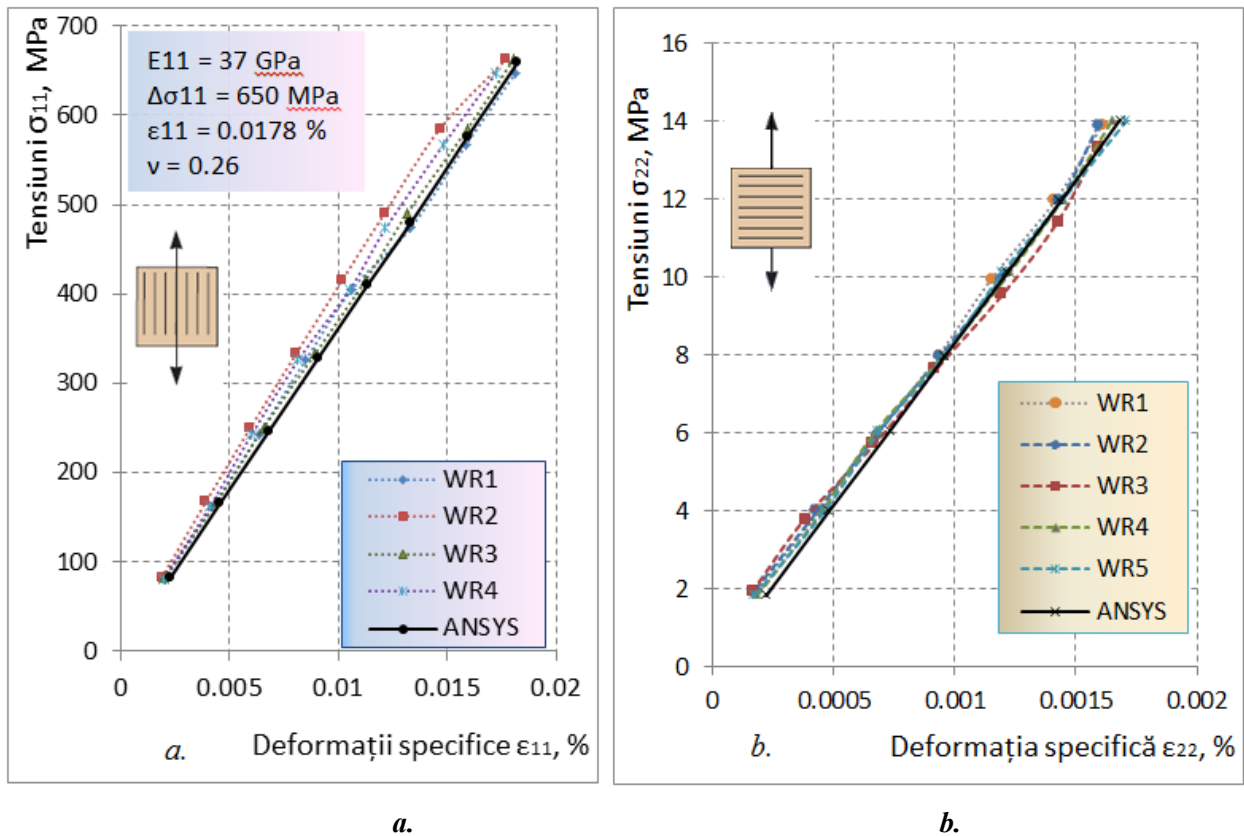 Tensiuni σ11, MPa
700
600
500
400
300
200
100
0
E11 = 37 GPa
Δσ11 = 650 MPa
ε11 = 0.0178 %
ν = 0.26
WR1
WR2
WR3
WR4
ANSYS
0 0.005 0.01 0.015 0.02
a. Deformații specifice ε11, %
Tensiuni σ22, MPa
16
14
12
10
8
6
4
2
0
WR1
WR2
WR3
WR4
WR5
ANSYS
0 0.0005 0.001 0.0015 0.002
b. Deformația specifică ε22, %
a. b.